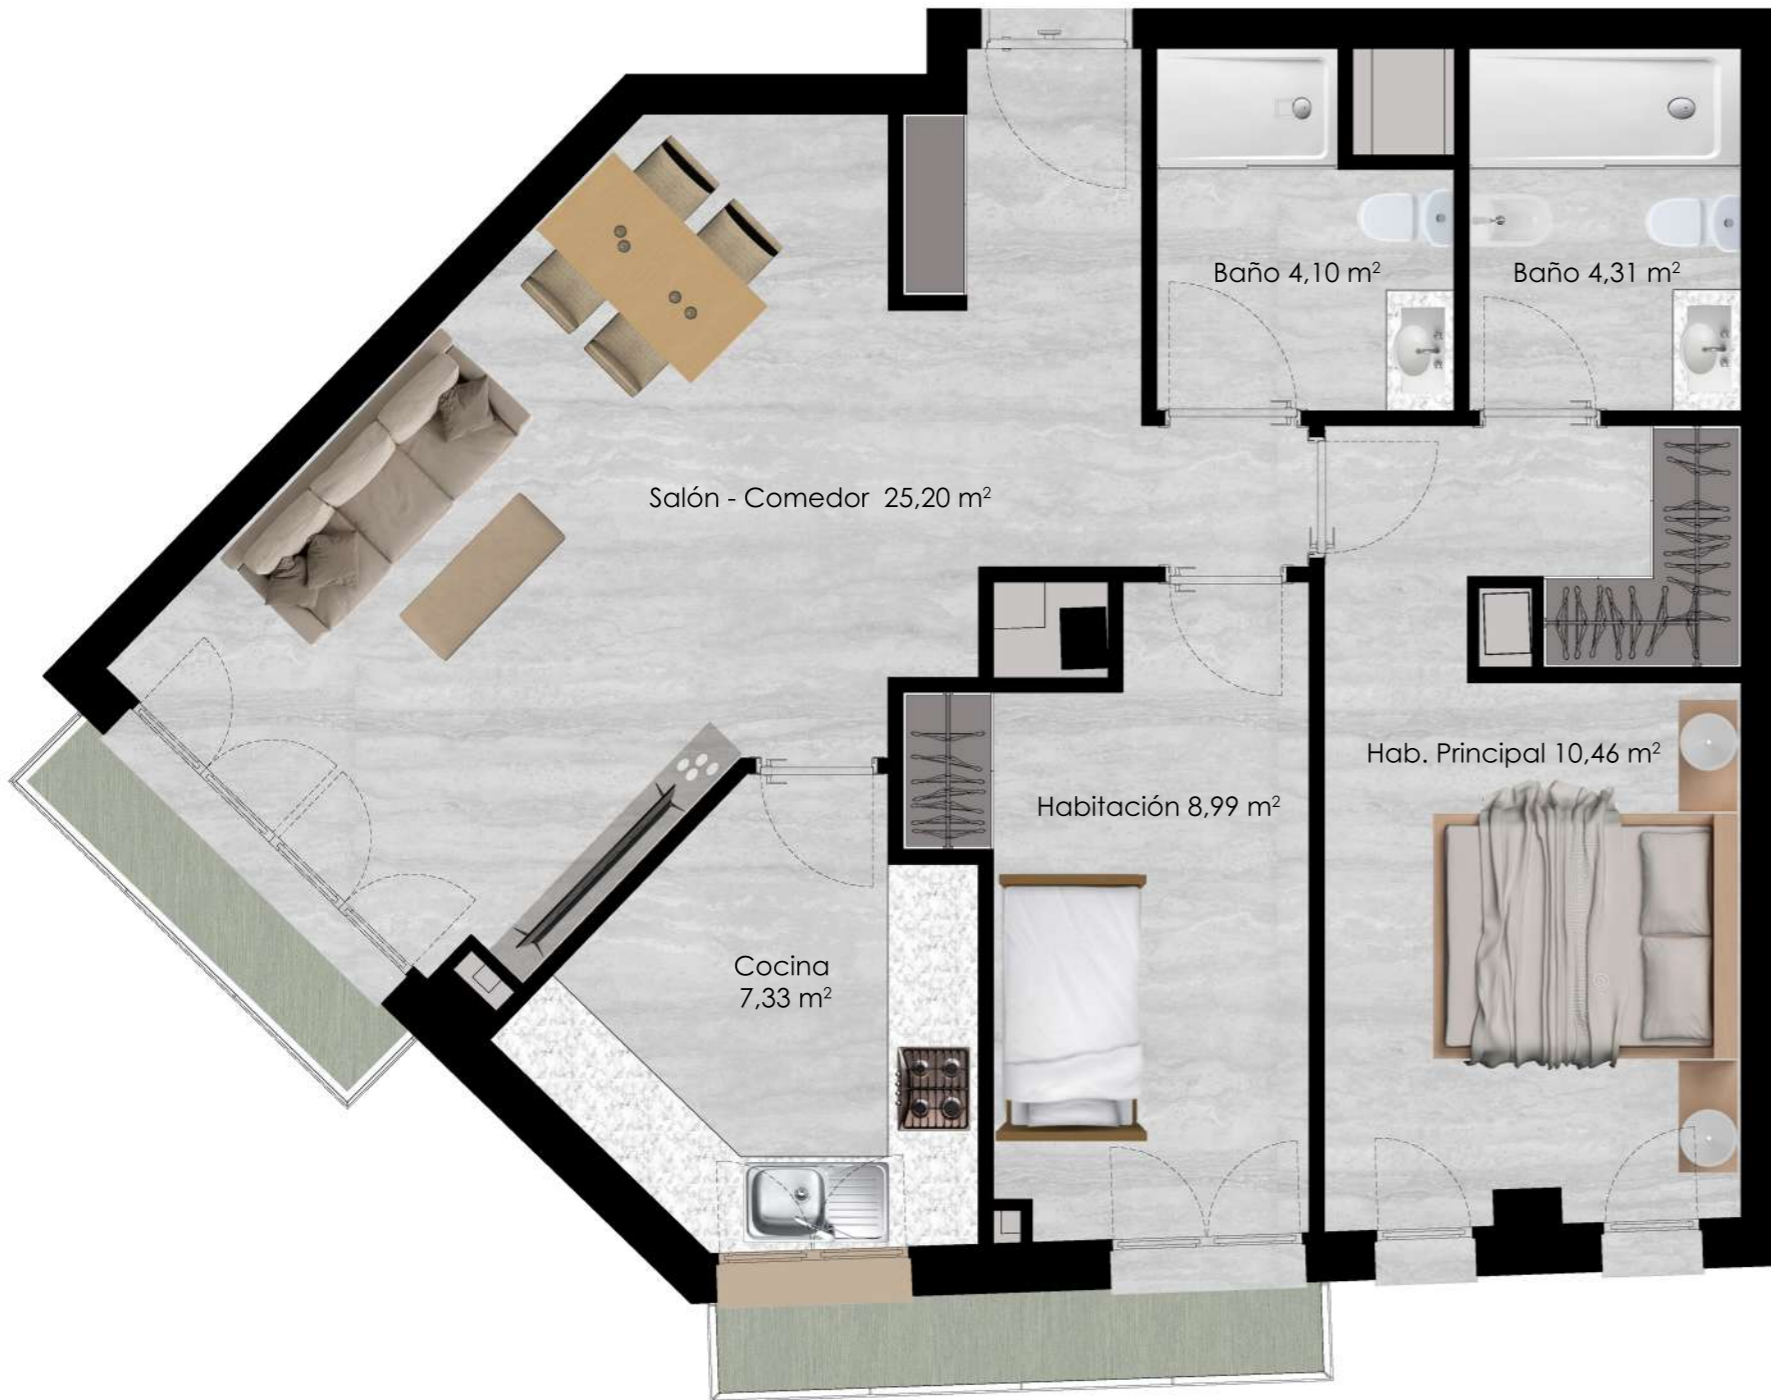 Baño 4,10 m²
Baño 4,31 m²
Salón - Comedor 25,20 m²
Hab. Principal 10,46 m²
Habitación 8,99 m²
Cocina
7,33 m²